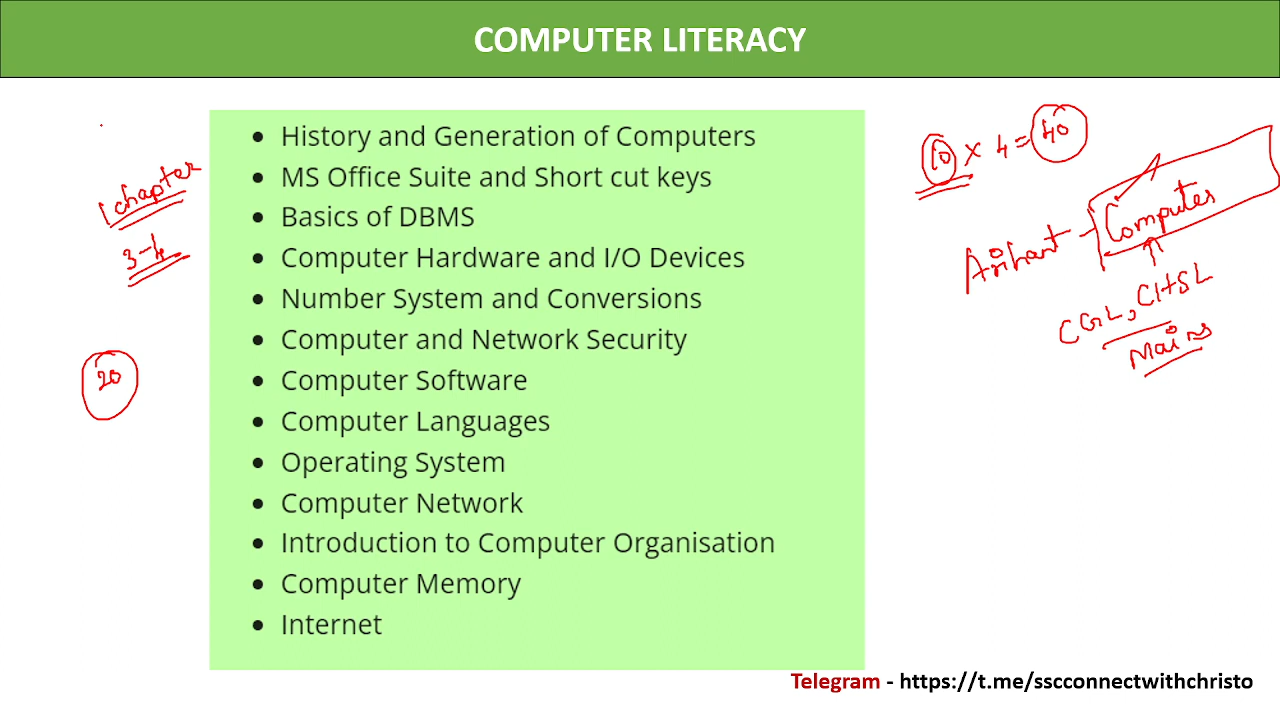 COMPUTER LITERACY
• History and Generation of Computers
• MS Office Suite and Short cut keys
• Basics of DBMS
• Computer Hardware and I/O Devices
• Number System and Conversions
• Computer and Network Security
• Computer Software
• Computer Languages
• Operating System
• Computer Network
• Introduction to Computer Organisation
• Computer Memory
• Internet
1 chapter
3-4
20
10 × 4 = 40
Arihant - Computer
CGL, CHSL
Mains
Telegram - https://t.me/sscconnectwithchristo